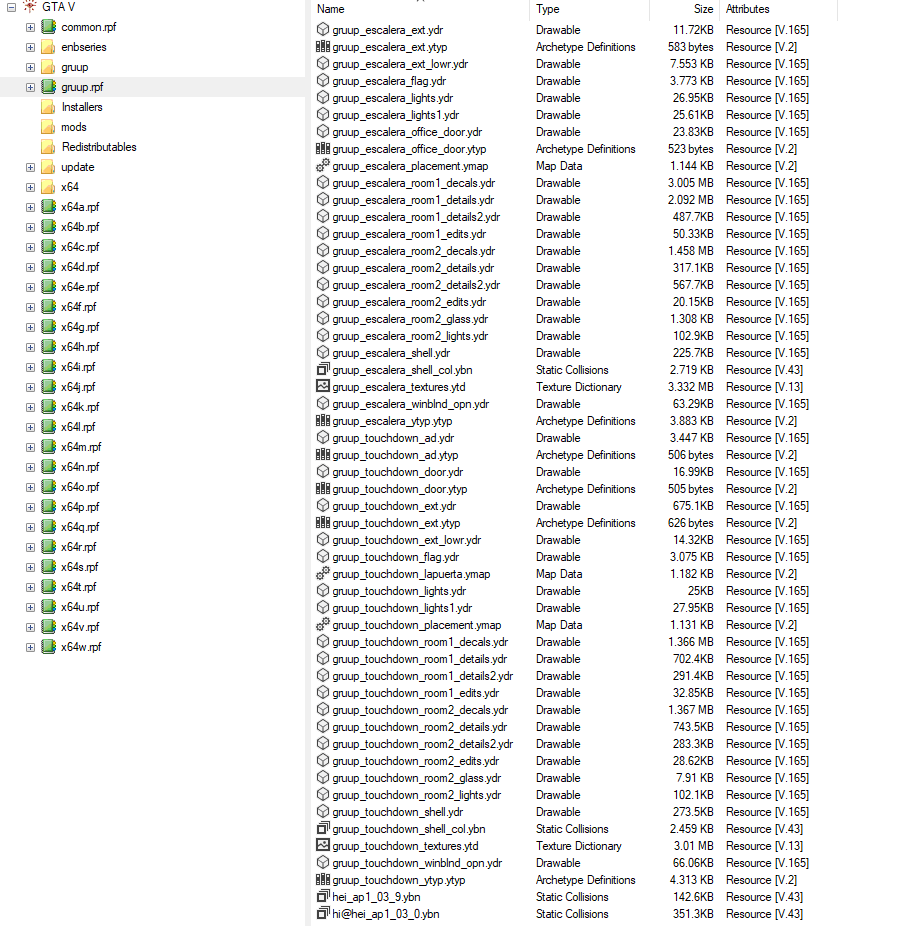 GTA V
common.rpf
enbseries
gruup
gruup.rpf
Installers
mods
Redistributables
update
x64
x64a.rpf
x64b.rpf
x64c.rpf
x64d.rpf
x64e.rpf
x64f.rpf
x64g.rpf
x64h.rpf
x64i.rpf
x64j.rpf
x64k.rpf
x64l.rpf
x64m.rpf
x64n.rpf
x64o.rpf
x64p.rpf
x64q.rpf
x64r.rpf
x64s.rpf
x64t.rpf
x64u.rpf
x64v.rpf
x64w.rpf
Name Type Size Attributes
gruup_escalera_ext.ydr Drawable 11.72KB Resource [V.165]
gruup_escalera_ext.ytyp Archetype Definitions 583 bytes Resource [V.2]
gruup_escalera_ext_lowr.ydr Drawable 7.553 KB Resource [V.165]
gruup_escalera_flag.ydr Drawable 3.773 KB Resource [V.165]
gruup_escalera_lights.ydr Drawable 26.95KB Resource [V.165]
gruup_escalera_lights1.ydr Drawable 25.61KB Resource [V.165]
gruup_escalera_office_door.ydr Drawable 23.83KB Resource [V.165]
gruup_escalera_office_door.ytyp Archetype Definitions 523 bytes Resource [V.2]
gruup_escalera_placement.ymap Map Data 1.144 KB Resource [V.2]
gruup_escalera_room1_decals.ydr Drawable 3.005 MB Resource [V.165]
gruup_escalera_room1_details.ydr Drawable 2.092 MB Resource [V.165]
gruup_escalera_room1_details2.ydr Drawable 487.7KB Resource [V.165]
gruup_escalera_room1_edits.ydr Drawable 50.33KB Resource [V.165]
gruup_escalera_room2_decals.ydr Drawable 1.458 MB Resource [V.165]
gruup_escalera_room2_details.ydr Drawable 317.1KB Resource [V.165]
gruup_escalera_room2_details2.ydr Drawable 567.7KB Resource [V.165]
gruup_escalera_room2_edits.ydr Drawable 20.15KB Resource [V.165]
gruup_escalera_room2_glass.ydr Drawable 1.308 KB Resource [V.165]
gruup_escalera_room2_lights.ydr Drawable 102.9KB Resource [V.165]
gruup_escalera_shell.ydr Drawable 225.7KB Resource [V.165]
gruup_escalera_shell_col.ybn Static Collisions 2.719 KB Resource [V.43]
gruup_escalera_textures.ytd Texture Dictionary 3.332 MB Resource [V.13]
gruup_escalera_winblnd_opn.ydr Drawable 63.29KB Resource [V.165]
gruup_escalera_ytyp.ytyp Archetype Definitions 3.883 KB Resource [V.2]
gruup_touchdown_ad.ydr Drawable 3.447 KB Resource [V.165]
gruup_touchdown_ad.ytyp Archetype Definitions 506 bytes Resource [V.2]
gruup_touchdown_door.ydr Drawable 16.99KB Resource [V.165]
gruup_touchdown_door.ytyp Archetype Definitions 505 bytes Resource [V.2]
gruup_touchdown_ext.ydr Drawable 675.1KB Resource [V.165]
gruup_touchdown_ext.ytyp Archetype Definitions 626 bytes Resource [V.2]
gruup_touchdown_ext_lowr.ydr Drawable 14.32KB Resource [V.165]
gruup_touchdown_flag.ydr Drawable 3.075 KB Resource [V.165]
gruup_touchdown_lapuerta.ymap Map Data 1.182 KB Resource [V.2]
gruup_touchdown_lights.ydr Drawable 25KB Resource [V.165]
gruup_touchdown_lights1.ydr Drawable 27.95KB Resource [V.165]
gruup_touchdown_placement.ymap Map Data 1.131 KB Resource [V.2]
gruup_touchdown_room1_decals.ydr Drawable 1.366 MB Resource [V.165]
gruup_touchdown_room1_details.ydr Drawable 702.4KB Resource [V.165]
gruup_touchdown_room1_details2.ydr Drawable 291.4KB Resource [V.165]
gruup_touchdown_room1_edits.ydr Drawable 32.85KB Resource [V.165]
gruup_touchdown_room2_decals.ydr Drawable 1.367 MB Resource [V.165]
gruup_touchdown_room2_details.ydr Drawable 743.5KB Resource [V.165]
gruup_touchdown_room2_details2.ydr Drawable 283.3KB Resource [V.165]
gruup_touchdown_room2_edits.ydr Drawable 28.62KB Resource [V.165]
gruup_touchdown_room2_glass.ydr Drawable 7.91 KB Resource [V.165]
gruup_touchdown_room2_lights.ydr Drawable 102.1KB Resource [V.165]
gruup_touchdown_shell.ydr Drawable 273.5KB Resource [V.165]
gruup_touchdown_shell_col.ybn Static Collisions 2.459 KB Resource [V.43]
gruup_touchdown_textures.ytd Texture Dictionary 3.01 MB Resource [V.13]
gruup_touchdown_winblnd_opn.ydr Drawable 66.06KB Resource [V.165]
gruup_touchdown_ytyp.ytyp Archetype Definitions 4.313 KB Resource [V.2]
hei_ap1_03_9.ybn Static Collisions 142.6KB Resource [V.43]
hi@hei_ap1_03_0.ybn Static Collisions 351.3KB Resource [V.43]